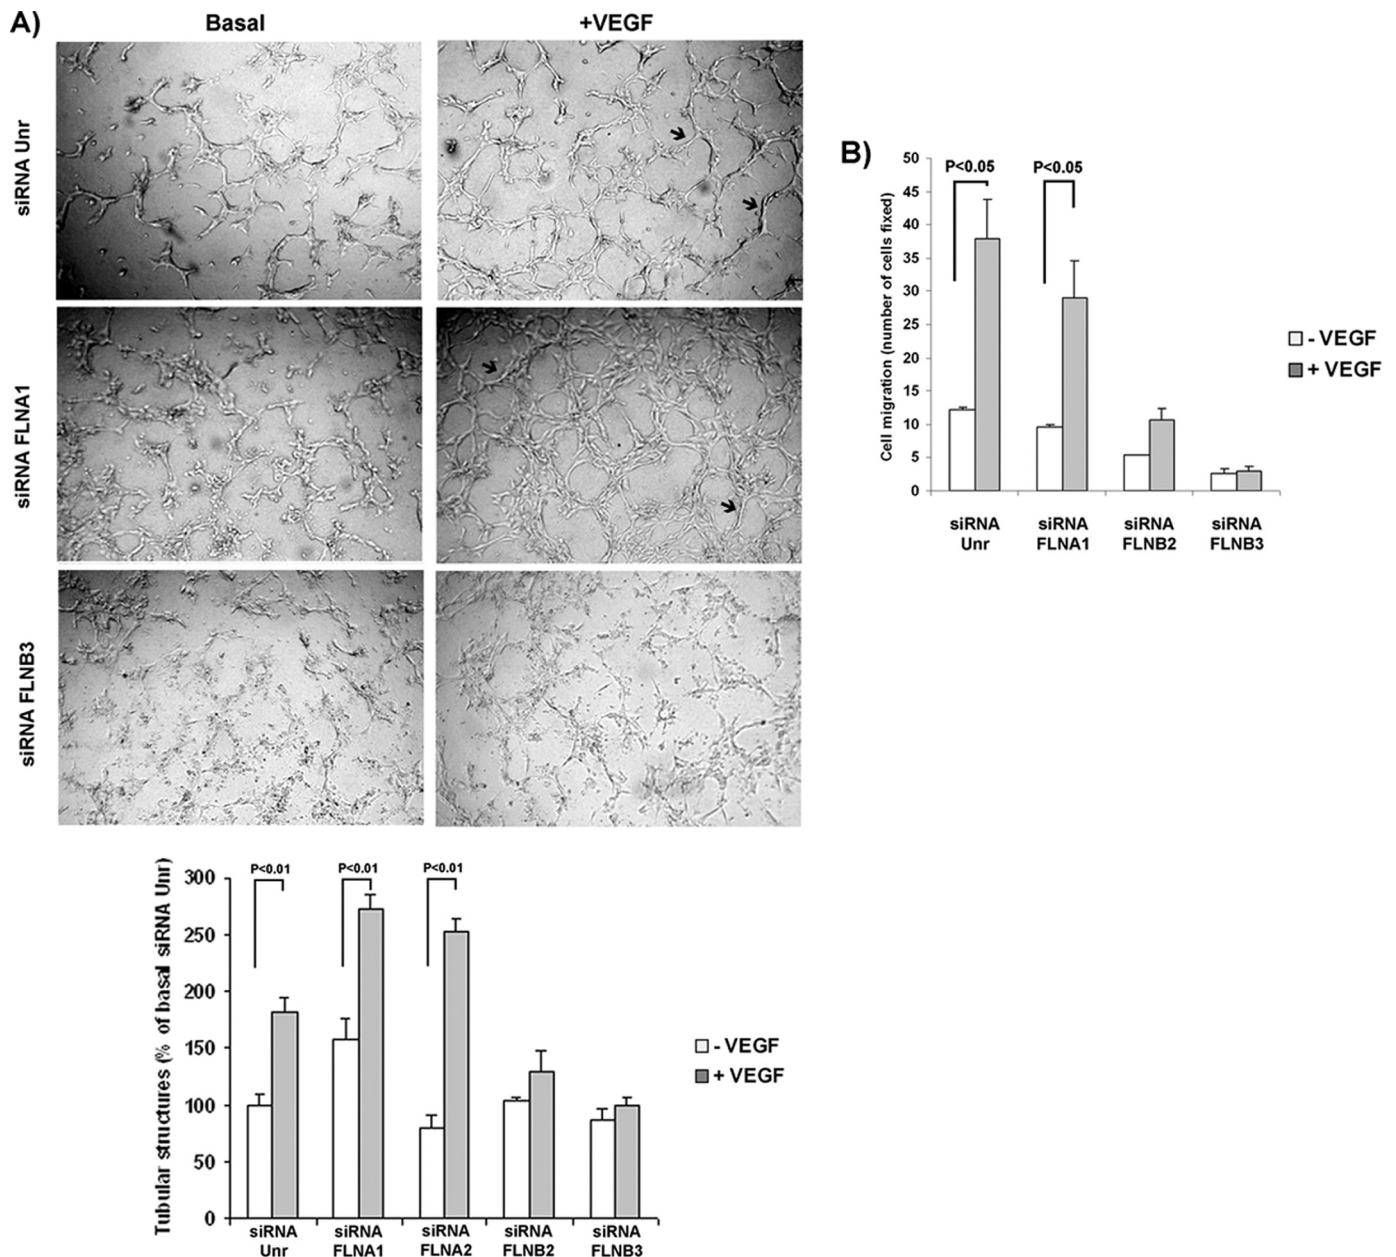 A)
Basal
+VEGF
siRNA Unr
siRNA FLNA1
siRNA FLNB3
B)
Cell migration (number of cells fixed)
50
45
40
35
30
25
20
15
10
5
0
P<0.05
P<0.05
siRNA
Unr
siRNA
FLNA1
siRNA
FLNB2
siRNA
FLNB3
- VEGF
+ VEGF
Tubular structures (% of basal siRNA Unr)
300
250
200
150
100
50
0
P<0.01
P<0.01
P<0.01
siRNA
Unr
siRNA
FLNA1
siRNA
FLNA2
siRNA
FLNB2
siRNA
FLNB3
- VEGF
+ VEGF